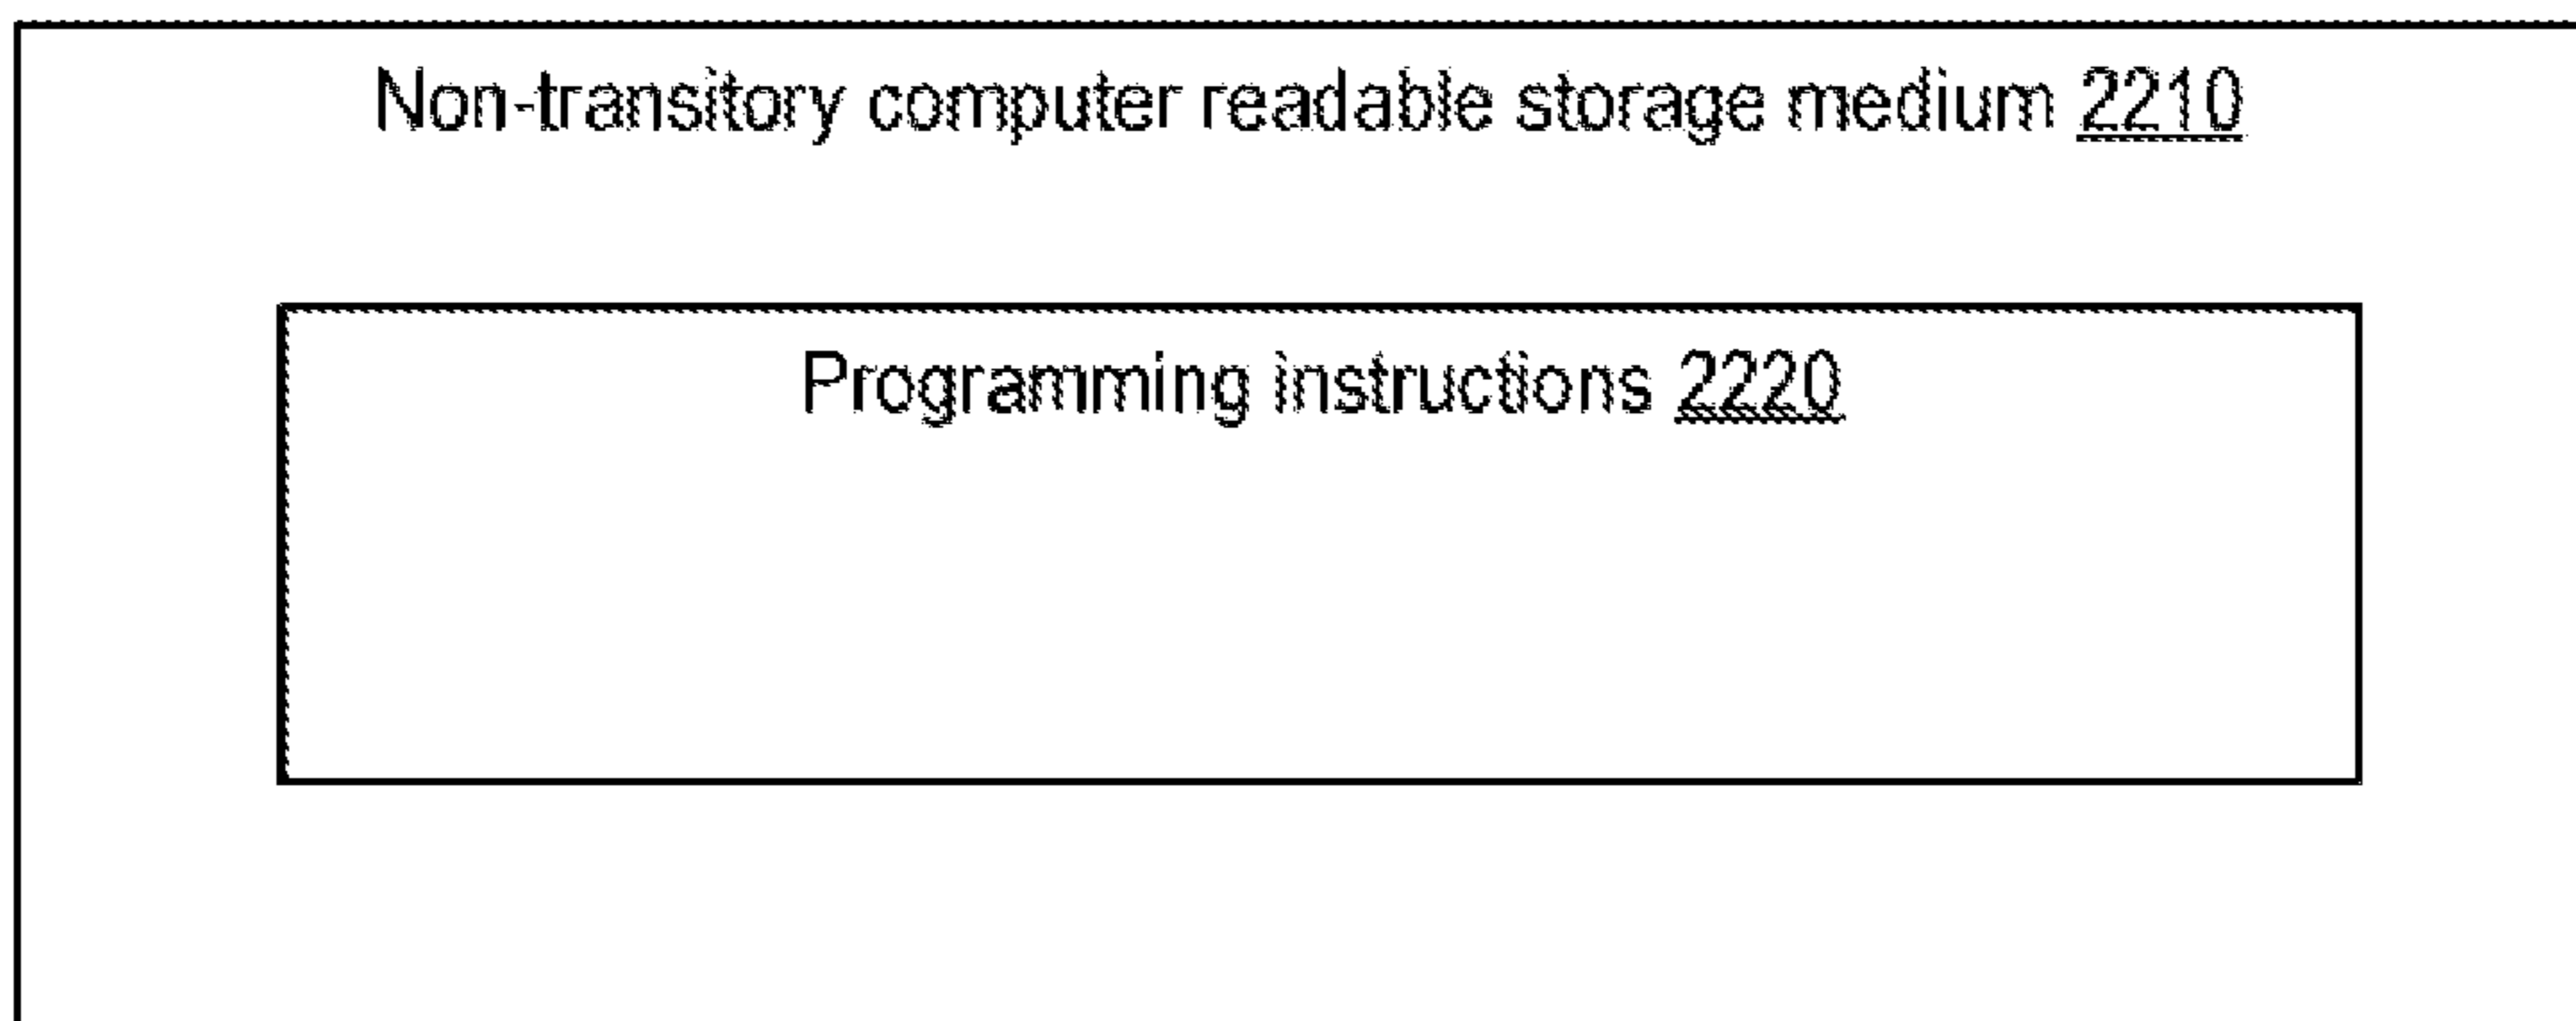 Non-transitory computer readable storage medium 2210
Programming instructions 2220